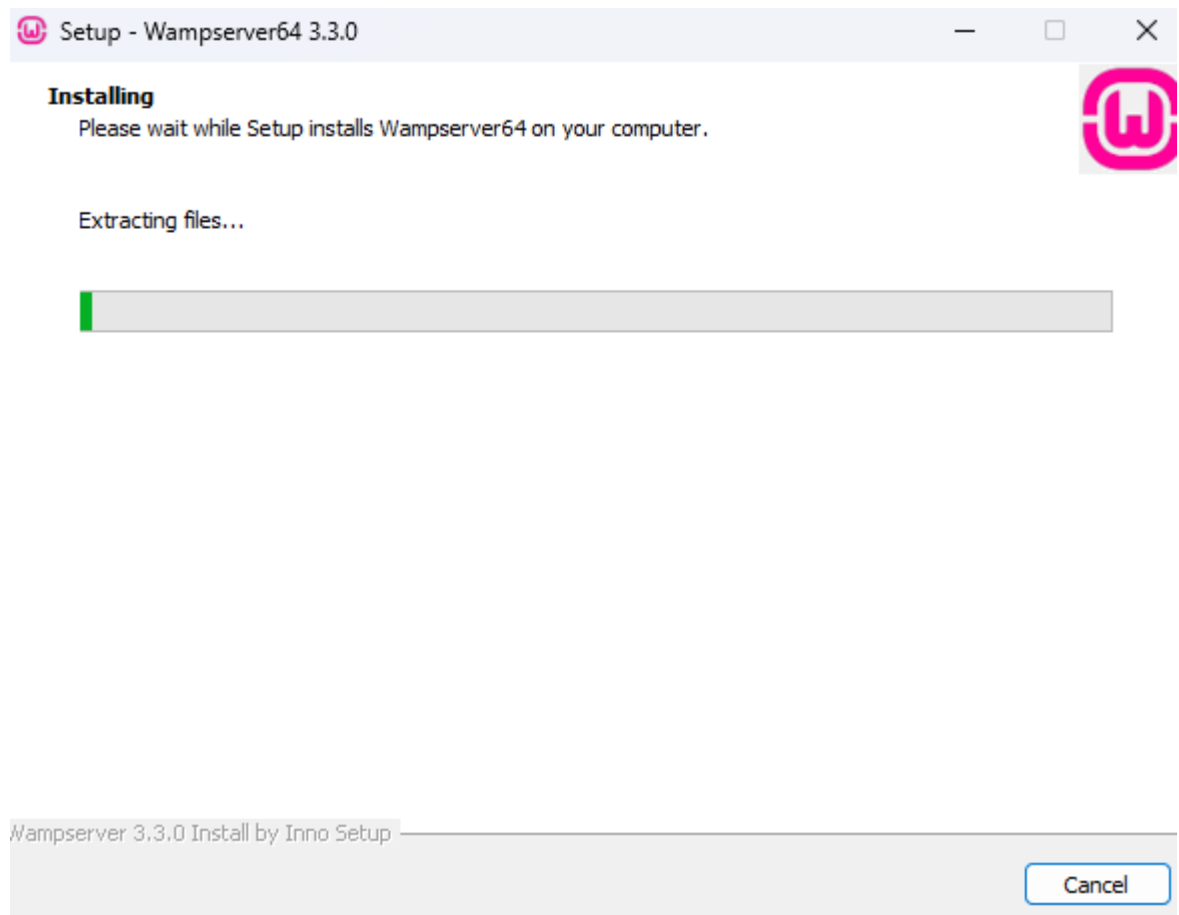 Setup - Wampserver64 3.3.0
Installing
Please wait while Setup installs Wampserver64 on your computer.
Extracting files...
Wampserver 3.3.0 Install by Inno Setup
Cancel